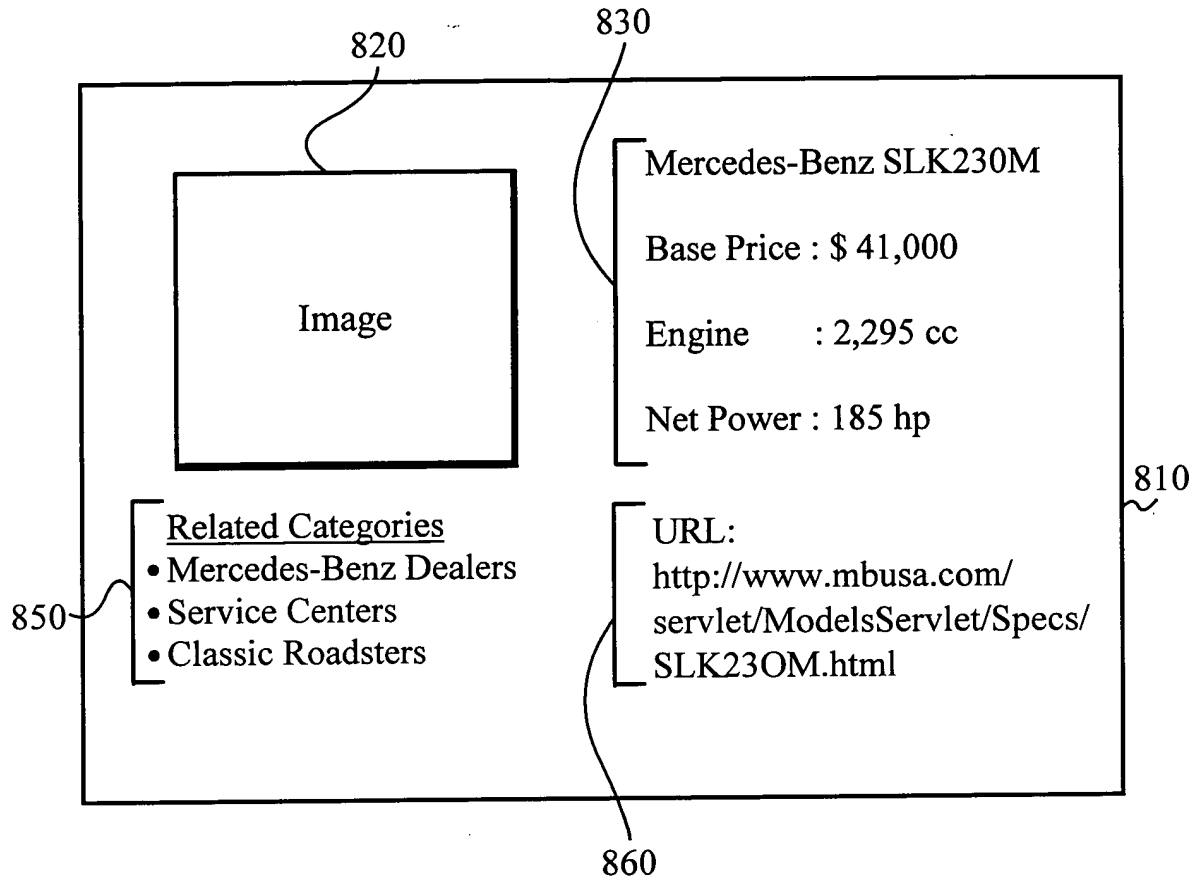 820
830
Mercedes-Benz SLK230M
Base Price : $ 41,000
Image
Engine : 2,295 cc
Net Power : 185 hp
810
Related Categories
• Mercedes-Benz Dealers
• Service Centers
• Classic Roadsters
850
URL:
http://www.mbusa.com/
servlet/ModelsServlet/Specs/
SLK23OM.html
860